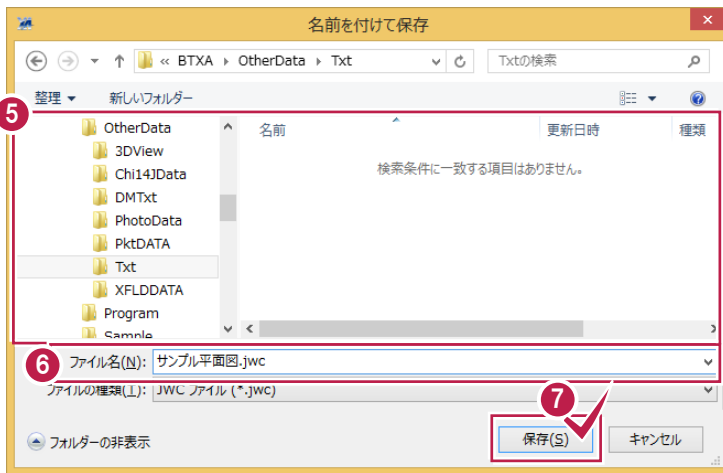 名前を付けて保存
« BTXA ▸ OtherData ▸ Txt
Txtの検索
整理 ▼ 新しいフォルダー
5
OtherData
3DView
Chi14JData
DMTxt
PhotoData
PktDATA
Txt
XFLDDATA
Program
Sample
名前 更新日時 種類
検索条件に一致する項目はありません。
6
ファイル名(N): サンプル平面図.jwc
ファイルの種類(T): JWC ファイル (*.jwc)
7
フォルダーの非表示
保存(S)
キャンセル